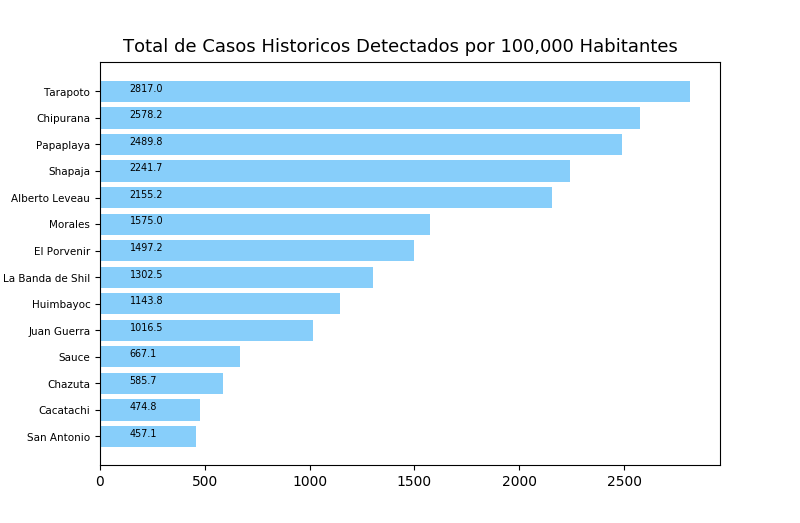 Total de Casos Historicos Detectados por 100,000 Habitantes
Tarapoto 2817.0
Chipurana 2578.2
Papaplaya 2489.8
Shapaja 2241.7
Alberto Leveau 2155.2
Morales 1575.0
El Porvenir 1497.2
La Banda de Shil 1302.5
Huimbayoc 1143.8
Juan Guerra 1016.5
Sauce 667.1
Chazuta 585.7
Cacatachi 474.8
San Antonio 457.1
0 500 1000 1500 2000 2500